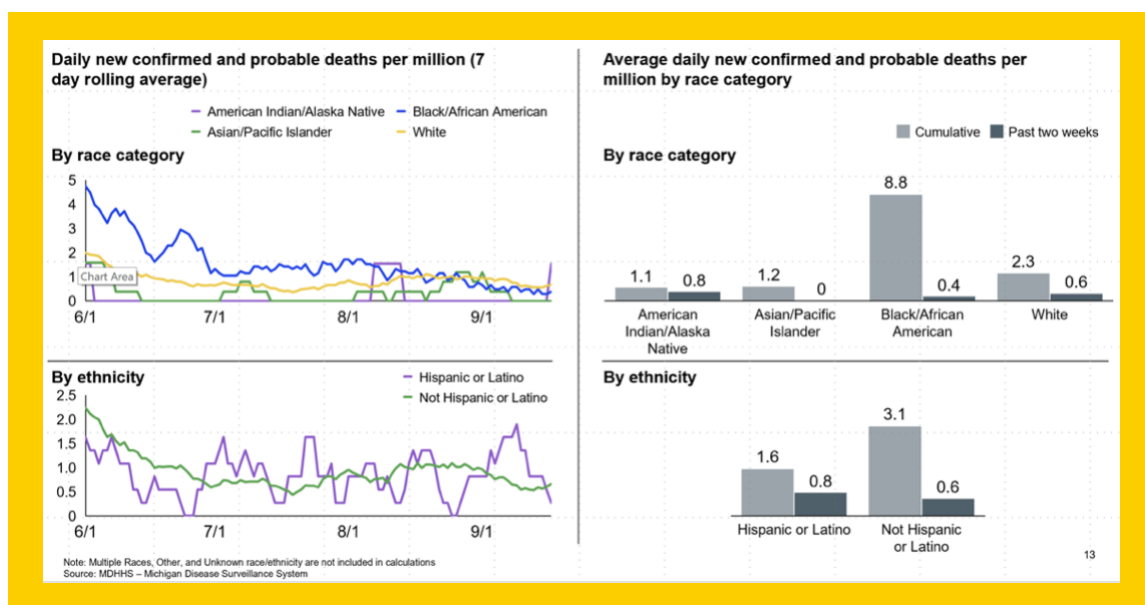 Daily new confirmed and probable deaths per million (7
day rolling average)
American Indian/Alaska Native
Black/African American
Asian/Pacific Islander
White
By race category
5
4
3
2
1
0
Chart Area
6/1
7/1
8/1
9/1
By ethnicity
Hispanic or Latino
Not Hispanic or Latino
2.5
2.0
1.5
1.0
0.5
0
6/1
7/1
8/1
9/1
Note: Multiple Races, Other, and Unknown race/ethnicity are not included in calculations
Source: MDHHS – Michigan Disease Surveillance System
Average daily new confirmed and probable deaths per
million by race category
Cumulative
Past two weeks
By race category
1.1
0.8
1.2
0
8.8
0.4
2.3
0.6
American
Indian/Alaska
Native
Asian/Pacific
Islander
Black/African
American
White
By ethnicity
1.6
0.8
3.1
0.6
Hispanic or Latino
Not Hispanic
or Latino
13